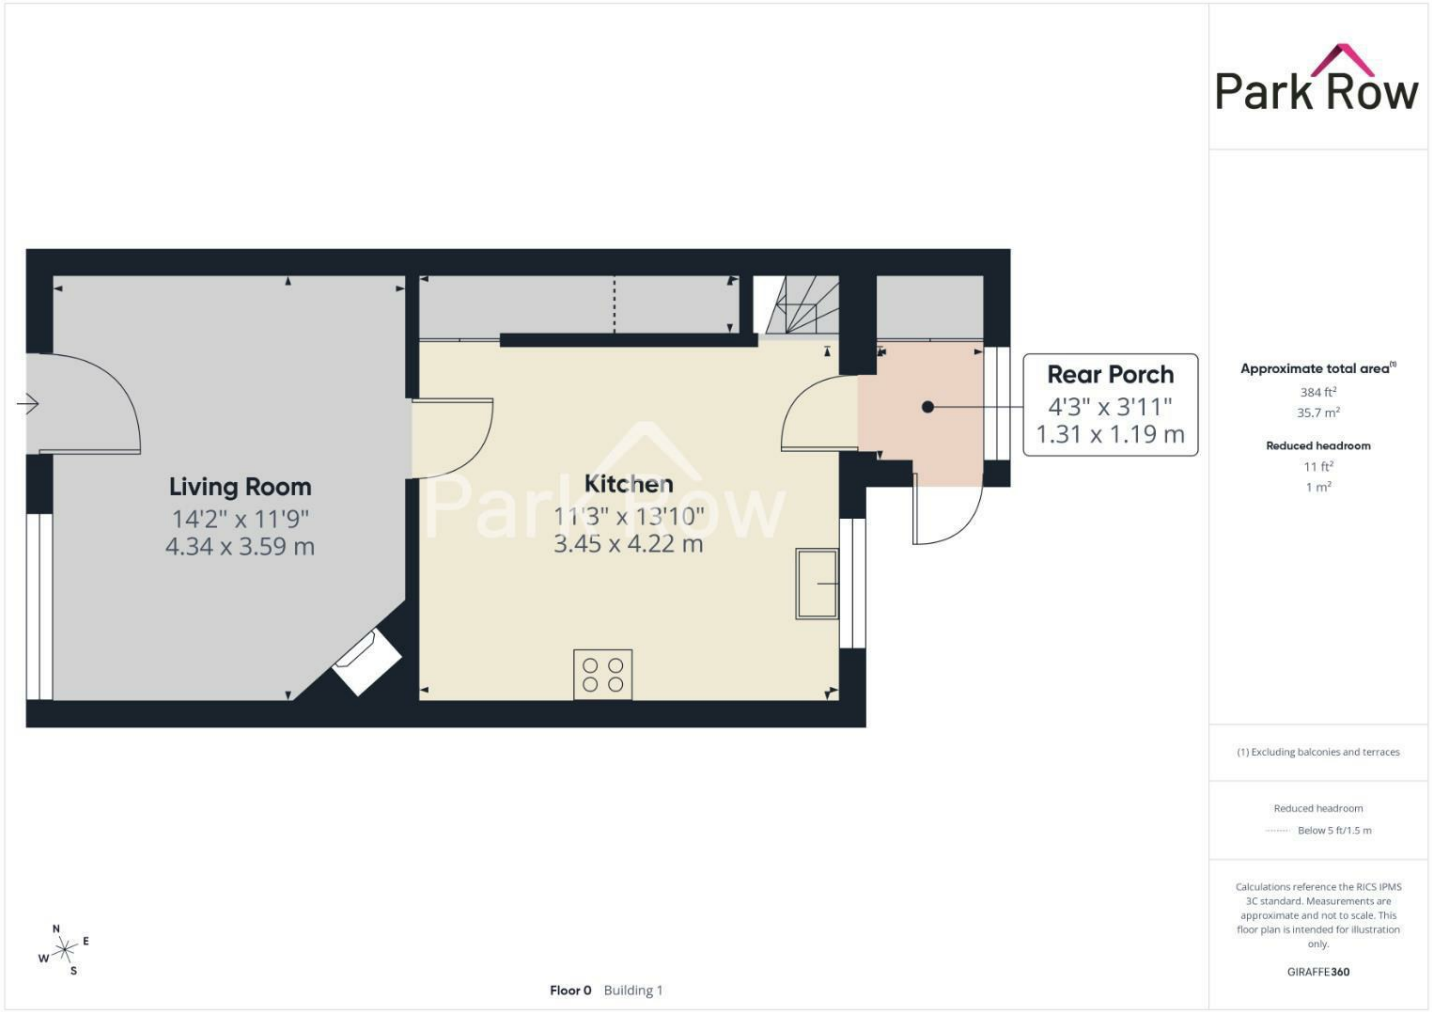 Park Row
Approximate total area(1)
384 ft²
35.7 m²
Reduced headroom
11 ft²
1 m²
Rear Porch
4'3" x 3'11"
1.31 x 1.19 m
Living Room
14'2" x 11'9"
4.34 x 3.59 m
Kitchen
11'3" x 13'10"
3.45 x 4.22 m
Park Row
(1) Excluding balconies and terraces
Reduced headroom
Below 5 ft/1.5 m
Calculations reference the RICS IPMS
3C standard. Measurements are
approximate and not to scale. This
floor plan is intended for illustration
only.
GIRAFFE360
N
E
W
S
Floor 0 Building 1